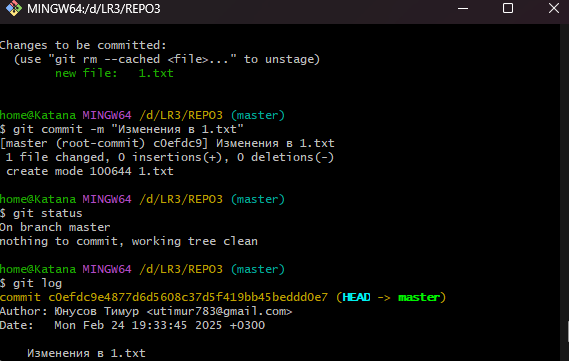 MINGW64:/d/LR3/REPO3
Changes to be committed:
(use "git rm --cached <file>..." to unstage)
new file: 1.txt
home@Katana MINGW64 /d/LR3/REPO3 (master)
$ git commit -m "Изменения в 1.txt"
[master (root-commit) c0efdc9] Изменения в 1.txt
1 file changed, 0 insertions(+), 0 deletions(-)
create mode 100644 1.txt
home@Katana MINGW64 /d/LR3/REPO3 (master)
$ git status
On branch master
nothing to commit, working tree clean
home@Katana MINGW64 /d/LR3/REPO3 (master)
$ git log
commit c0efdc9e4877d6d5608c37d5f419bb45beddd0e7 (HEAD -> master)
Author: Юнусов Тимур <utimur783@gmail.com>
Date: Mon Feb 24 19:33:45 2025 +0300
Изменения в 1.txt